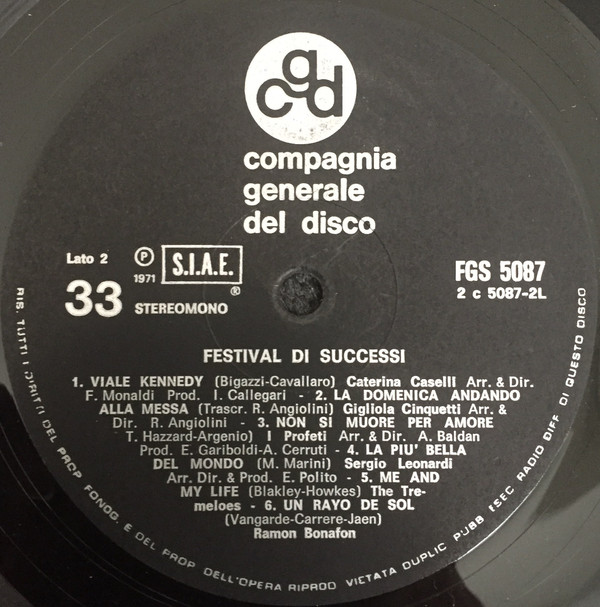 cgd
compagnia
generale
del disco
Lato 2
℗
1971
S.I.A.E.
33 STEREOMONO ®
FGS 5087
2 c 5087-2L
FESTIVAL DI SUCCESSI
1. VIALE KENNEDY (Bigazzi-Cavallaro) Caterina Caselli Arr. & Dir.
F. Monaldi Prod. I. Callegari - 2. LA DOMENICA ANDANDO
ALLA MESSA (Trascr. R. Angiolini) Gigliola Cinquetti Arr. &
Dir. R. Angiolini - 3. NON SI MUORE PER AMORE
T. Hazzard-Argenio) I Profeti Arr. & Dir. A. Baldan
Prod. E. Gariboldi-A. Cerruti - 4. LA PIU' BELLA
DEL MONDO (M. Marini) Sergio Leonardi
Arr. Dir. & Prod. E. Polito - 5. ME AND
MY LIFE (Blakley-Howkes) The Tre-
meloes - 6. UN RAYO DE SOL
(Vangarde-Carrere-Jaen)
Ramon Bonafon
RIS. TUTTI I DIRITTI DEL PROP FONOG. E DEL PROP DELL'OPERA RIPROD VIETATA DUPLIC PUBB ESEC RADIO DIFF. DI QUESTO DISCO